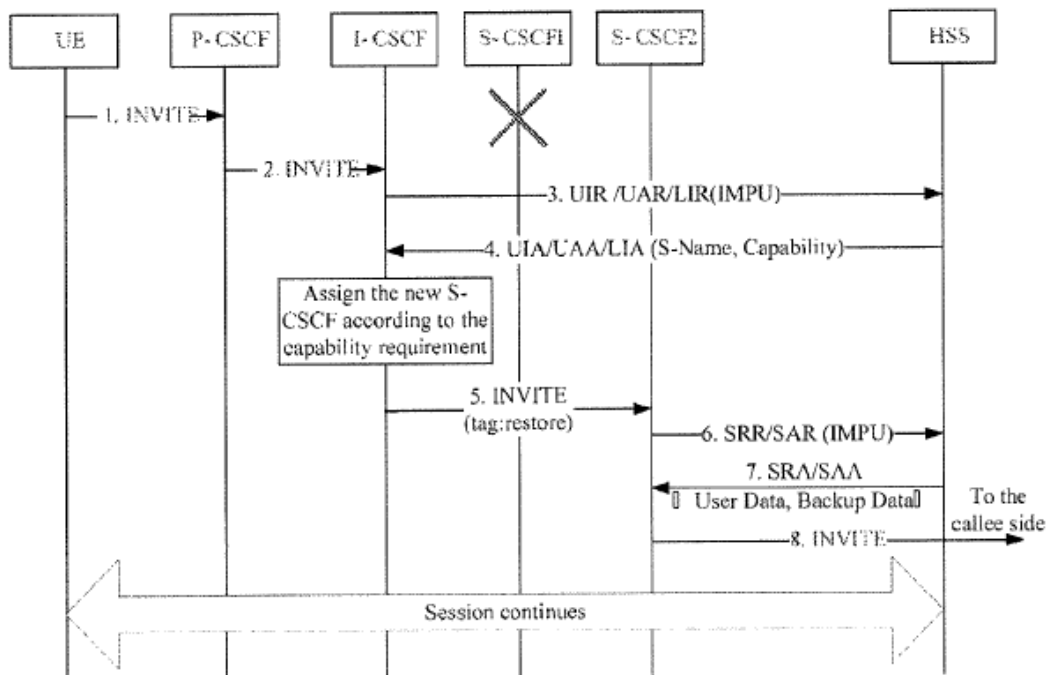 UE
P-CSCF
I-CSCF
S-CSCF1
S-CSCF2
HSS
1. INVITE
2. INVITE
3. UIR /UAR/LIR(IMPU)
4. UIA/UAA/LIA (S-Name, Capability)
Assign the new S-
CSCF according to the
capability requirement
5. INVITE
(tag:restore)
6. SRR/SAR (IMPU)
7. SRA/SAA
User Data, Backup Data
To the
callee side
8. INVITE
Session continues